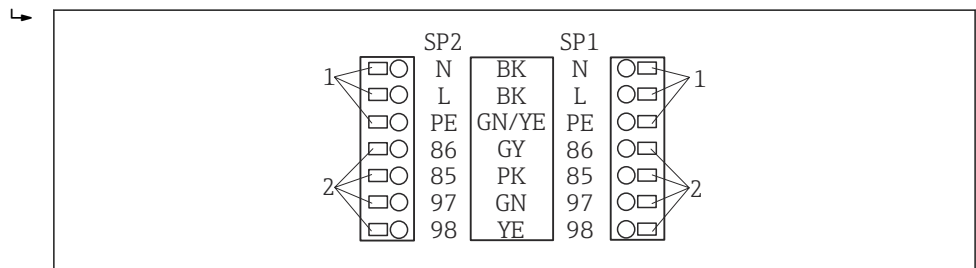 SP2 SP1
1 N BK N 1
L BK L
PE GN/YE PE
86 GY 86
2 85 PK 85 2
97 GN 97
98 YE 98